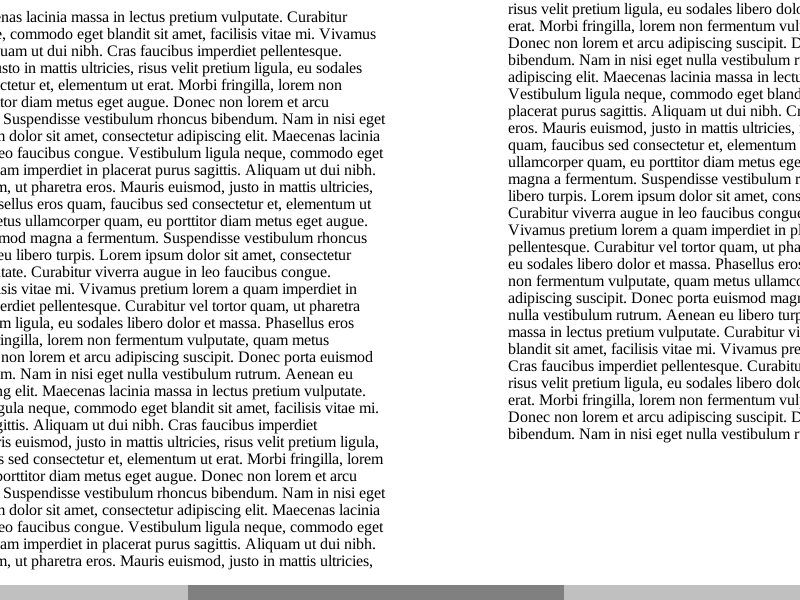 enas lacinia massa in lectus pretium vulputate. Curabitur
, commodo eget blandit sit amet, facilisis vitae mi. Vivamus
uam ut dui nibh. Cras faucibus imperdiet pellentesque.
sto in mattis ultricies, risus velit pretium ligula, eu sodales
ctetur et, elementum ut erat. Morbi fringilla, lorem non
tor diam metus eget augue. Donec non lorem et arcu
Suspendisse vestibulum rhoncus bibendum. Nam in nisi eget
m dolor sit amet, consectetur adipiscing elit. Maecenas lacinia
eo faucibus congue. Vestibulum ligula neque, commodo eget
am imperdiet in placerat purus sagittis. Aliquam ut dui nibh.
m, ut pharetra eros. Mauris euismod, justo in mattis ultricies,
sellus eros quam, faucibus sed consectetur et, elementum ut
etus ullamcorper quam, eu porttitor diam metus eget augue.
mod magna a fermentum. Suspendisse vestibulum rhoncus
u libero turpis. Lorem ipsum dolor sit amet, consectetur
tate. Curabitur viverra augue in leo faucibus congue.
sis vitae mi. Vivamus pretium lorem a quam imperdiet in
erdiet pellentesque. Curabitur vel tortor quam, ut pharetra
m ligula, eu sodales libero dolor et massa. Phasellus eros
ringilla, lorem non fermentum vulputate, quam metus
non lorem et arcu adipiscing suscipit. Donec porta euismod
m. Nam in nisi eget nulla vestibulum rutrum. Aenean eu
ng elit. Maecenas lacinia massa in lectus pretium vulputate.
gula neque, commodo eget blandit sit amet, facilisis vitae mi.
gittis. Aliquam ut dui nibh. Cras faucibus imperdiet
ris euismod, justo in mattis ultricies, risus velit pretium ligula,
s sed consectetur et, elementum ut erat. Morbi fringilla, lorem
porttitor diam metus eget augue. Donec non lorem et arcu
Suspendisse vestibulum rhoncus bibendum. Nam in nisi eget
m dolor sit amet, consectetur adipiscing elit. Maecenas lacinia
eo faucibus congue. Vestibulum ligula neque, commodo eget
am imperdiet in placerat purus sagittis. Aliquam ut dui nibh.
m, ut pharetra eros. Mauris euismod, justo in mattis ultricies,
risus velit pretium ligula, eu sodales libero dolo
erat. Morbi fringilla, lorem non fermentum vul
Donec non lorem et arcu adipiscing suscipit. D
bibendum. Nam in nisi eget nulla vestibulum r
adipiscing elit. Maecenas lacinia massa in lectu
Vestibulum ligula neque, commodo eget bland
placerat purus sagittis. Aliquam ut dui nibh. Cr
eros. Mauris euismod, justo in mattis ultricies, 
quam, faucibus sed consectetur et, elementum 
ullamcorper quam, eu porttitor diam metus ege
magna a fermentum. Suspendisse vestibulum r
libero turpis. Lorem ipsum dolor sit amet, cons
Curabitur viverra augue in leo faucibus congue
Vivamus pretium lorem a quam imperdiet in pl
pellentesque. Curabitur vel tortor quam, ut pha
eu sodales libero dolor et massa. Phasellus eros
non fermentum vulputate, quam metus ullamco
adipiscing suscipit. Donec porta euismod magn
nulla vestibulum rutrum. Aenean eu libero turp
massa in lectus pretium vulputate. Curabitur vi
blandit sit amet, facilisis vitae mi. Vivamus pre
Cras faucibus imperdiet pellentesque. Curabitu
risus velit pretium ligula, eu sodales libero dolo
erat. Morbi fringilla, lorem non fermentum vul
Donec non lorem et arcu adipiscing suscipit. D
bibendum. Nam in nisi eget nulla vestibulum r